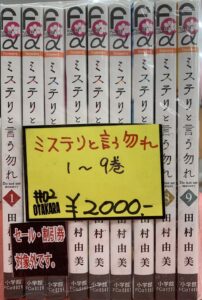 ミステリと言う勿れ
1~9巻
#02
OTAKARA
¥2000-
セール・割引券
対象外です。
FCα
ミステリと言う勿れ
1
9
田村由美
小学館